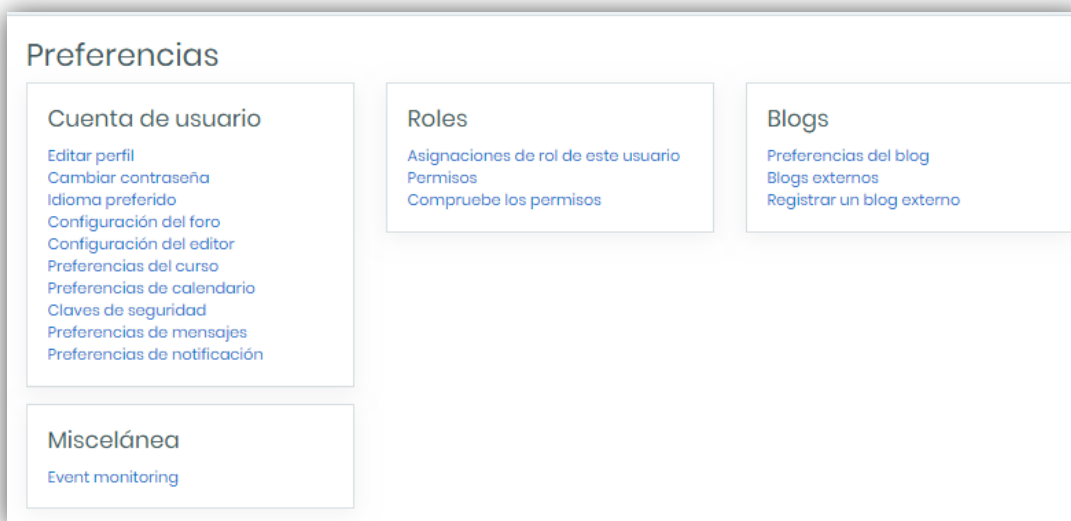 Preferencias
Cuenta de usuario
Editar perfil
Cambiar contraseña
Idioma preferido
Configuración del foro
Configuración del editor
Preferencias del curso
Preferencias de calendario
Claves de seguridad
Preferencias de mensajes
Preferencias de notificación
Roles
Asignaciones de rol de este usuario
Permisos
Compruebe los permisos
Blogs
Preferencias del blog
Blogs externos
Registrar un blog externo
Miscelánea
Event monitoring